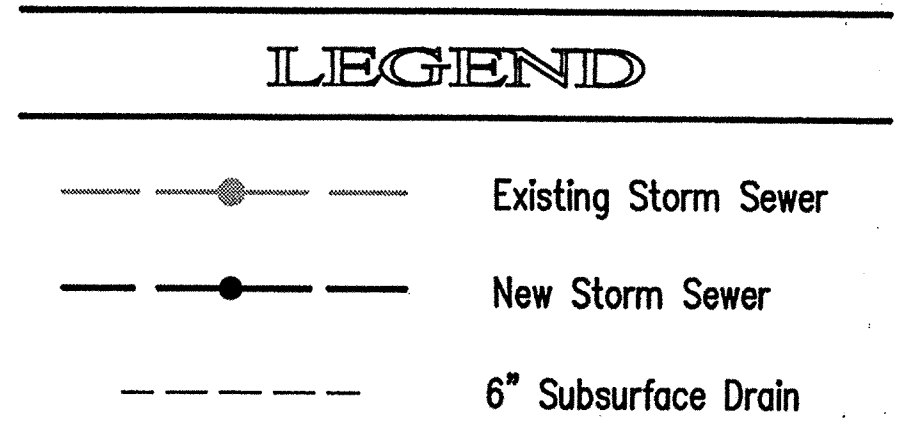 LEGEND
Existing Storm Sewer
New Storm Sewer
6" Subsurface Drain